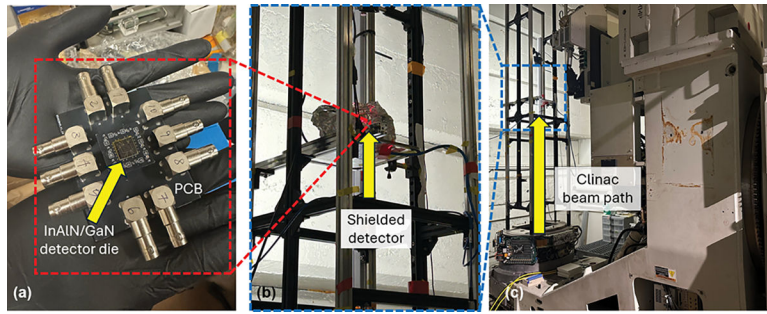 PCB
InAlN/GaN
detector die
(a)
Shielded
detector
(b)
Clinac
beam path
(c)